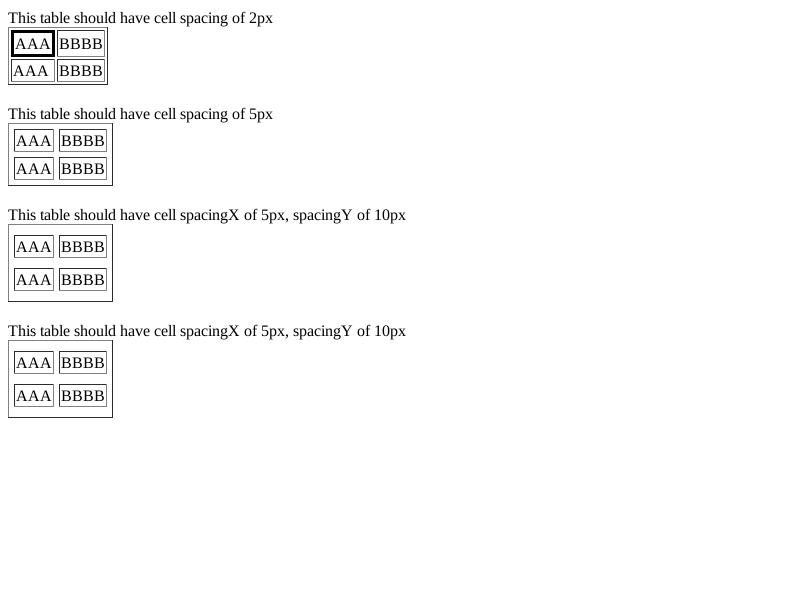 This table should have cell spacing of 2px
AAA BBBB
AAA BBBB
This table should have cell spacing of 5px
AAA BBBB
AAA BBBB
This table should have cell spacingX of 5px, spacingY of 10px
AAA BBBB
AAA BBBB
This table should have cell spacingX of 5px, spacingY of 10px
AAA BBBB
AAA BBBB